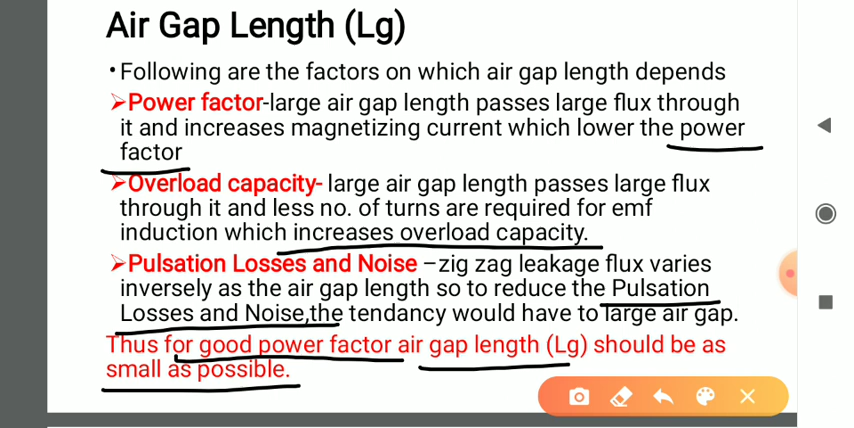 Air Gap Length (Lg)
•Following are the factors on which air gap length depends
➢Power factor-large air gap length passes large flux through
it and increases magnetizing current which lower the power
factor
➢Overload capacity- large air gap length passes large flux
through it and less no. of turns are required for emf
induction which increases overload capacity.
➢Pulsation Losses and Noise –zig zag leakage flux varies
inversely as the air gap length so to reduce the Pulsation
Losses and Noise,the tendancy would have to large air gap.
Thus for good power factor air gap length (Lg) should be as
small as possible.